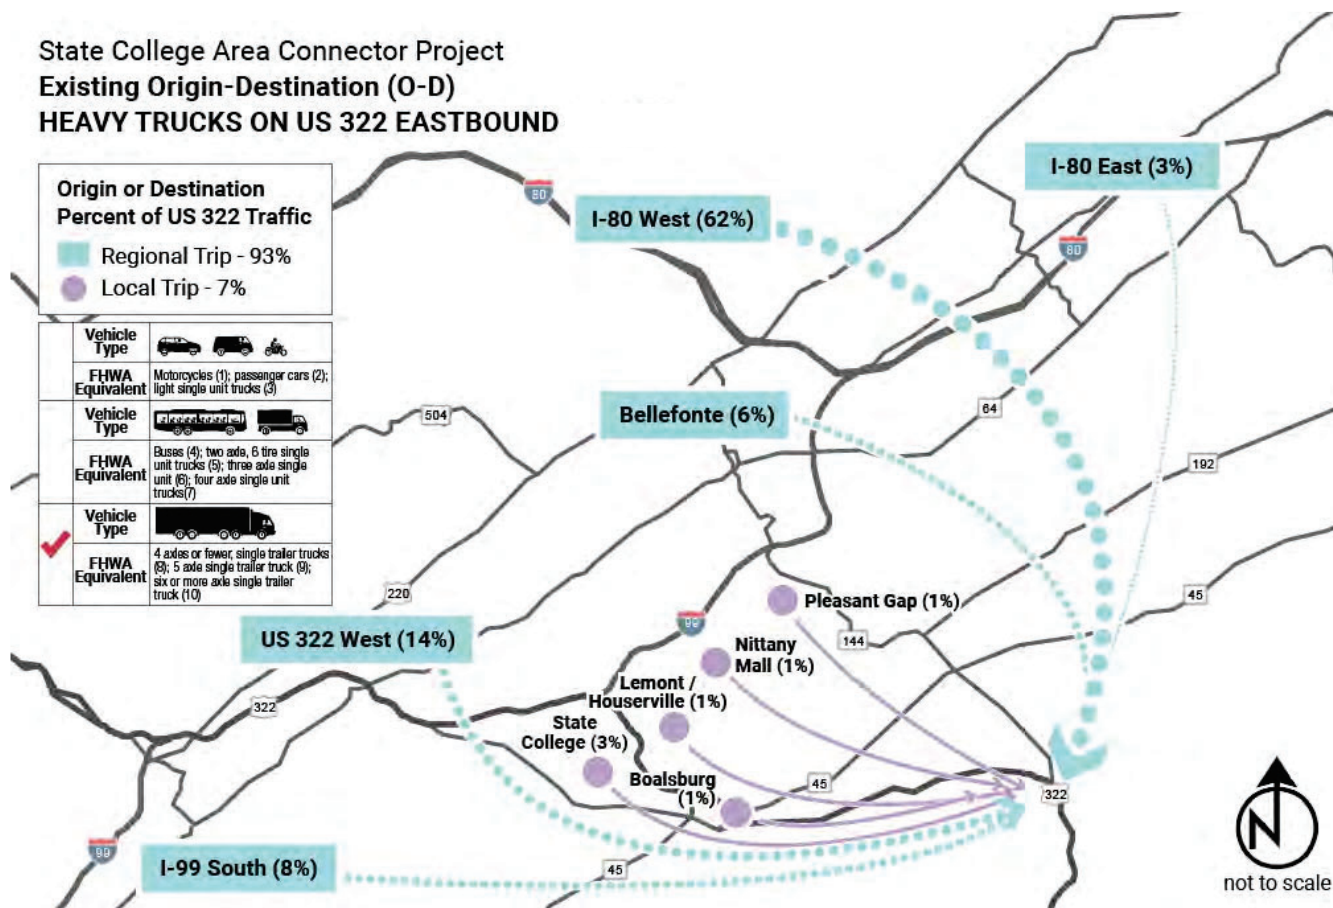 State College Area Connector Project
Existing Origin-Destination (O-D)
HEAVY TRUCKS ON US 322 EASTBOUND
Origin or Destination
Percent of US 322 Traffic
Regional Trip - 93%
Local Trip - 7%
Vehicle
Type
FHWA
Equivalent
Motorcycles (1); passenger cars (2);
light single unit trucks (3)
Vehicle
Type
FHWA
Equivalent
Buses (4); two axle, 6 tire single
unit trucks (5); three axle single
unit (6); four axle single unit
trucks(7)
Vehicle
Type
FHWA
Equivalent
4 axles or fewer, single trailer trucks
(8); 5 axle single trailer truck (9);
six or more axle single trailer
truck (10)
80
I-80 West (62%)
I-80 East (3%)
80
Bellefonte (6%)
504
64
192
220
45
US 322 West (14%)
99
Pleasant Gap (1%)
144
Nittany
Mall (1%)
Lemont /
Houserville (1%)
322
State
College (3%)
Boalsburg
(1%)
45
322
99
I-99 South (8%)
45
N
not to scale